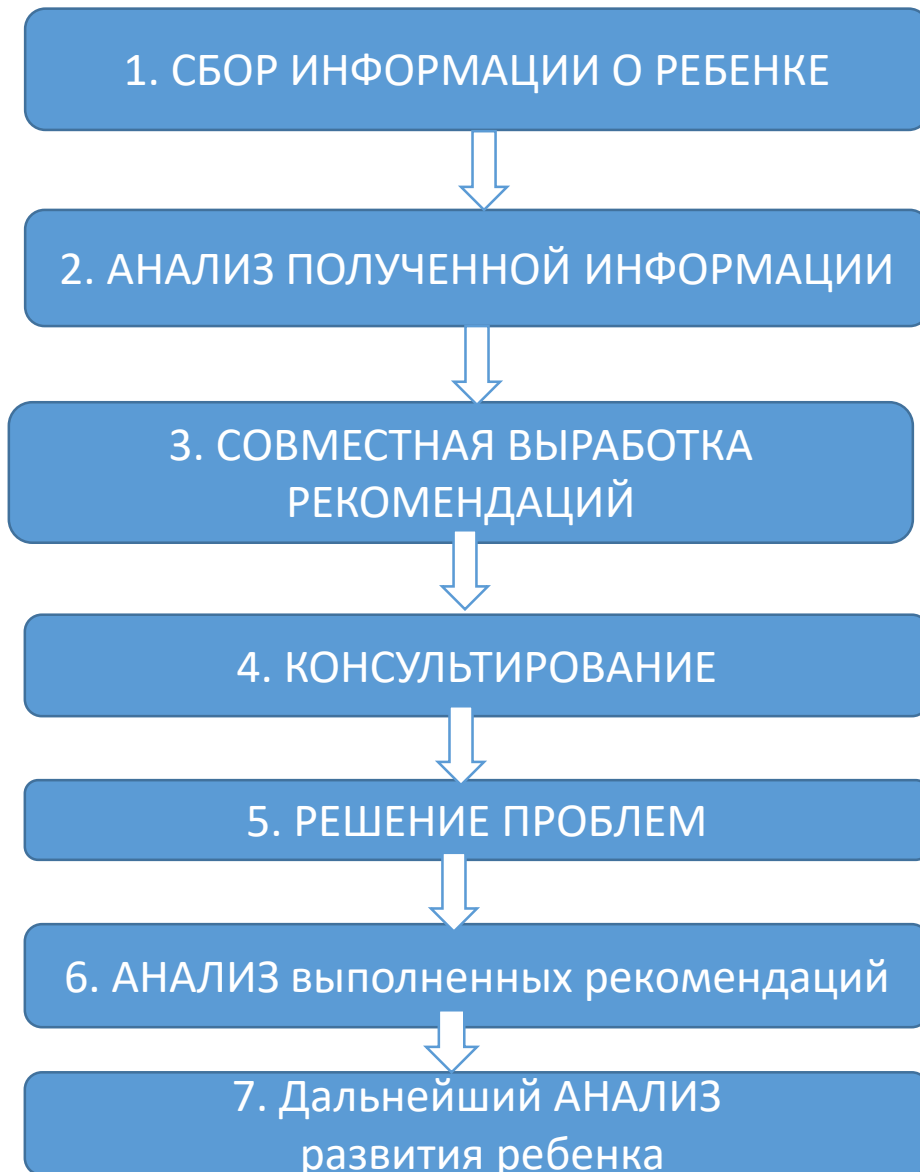 1. СБОР ИНФОРМАЦИИ О РЕБЕНКЕ
2. АНАЛИЗ ПОЛУЧЕННОЙ ИНФОРМАЦИИ
3. СОВМЕСТНАЯ ВЫРАБОТКА
РЕКОМЕНДАЦИЙ
4. КОНСУЛЬТИРОВАНИЕ
5. РЕШЕНИЕ ПРОБЛЕМ
6. АНАЛИЗ выполненных рекомендаций
7. Дальнейший АНАЛИЗ
развития ребенка